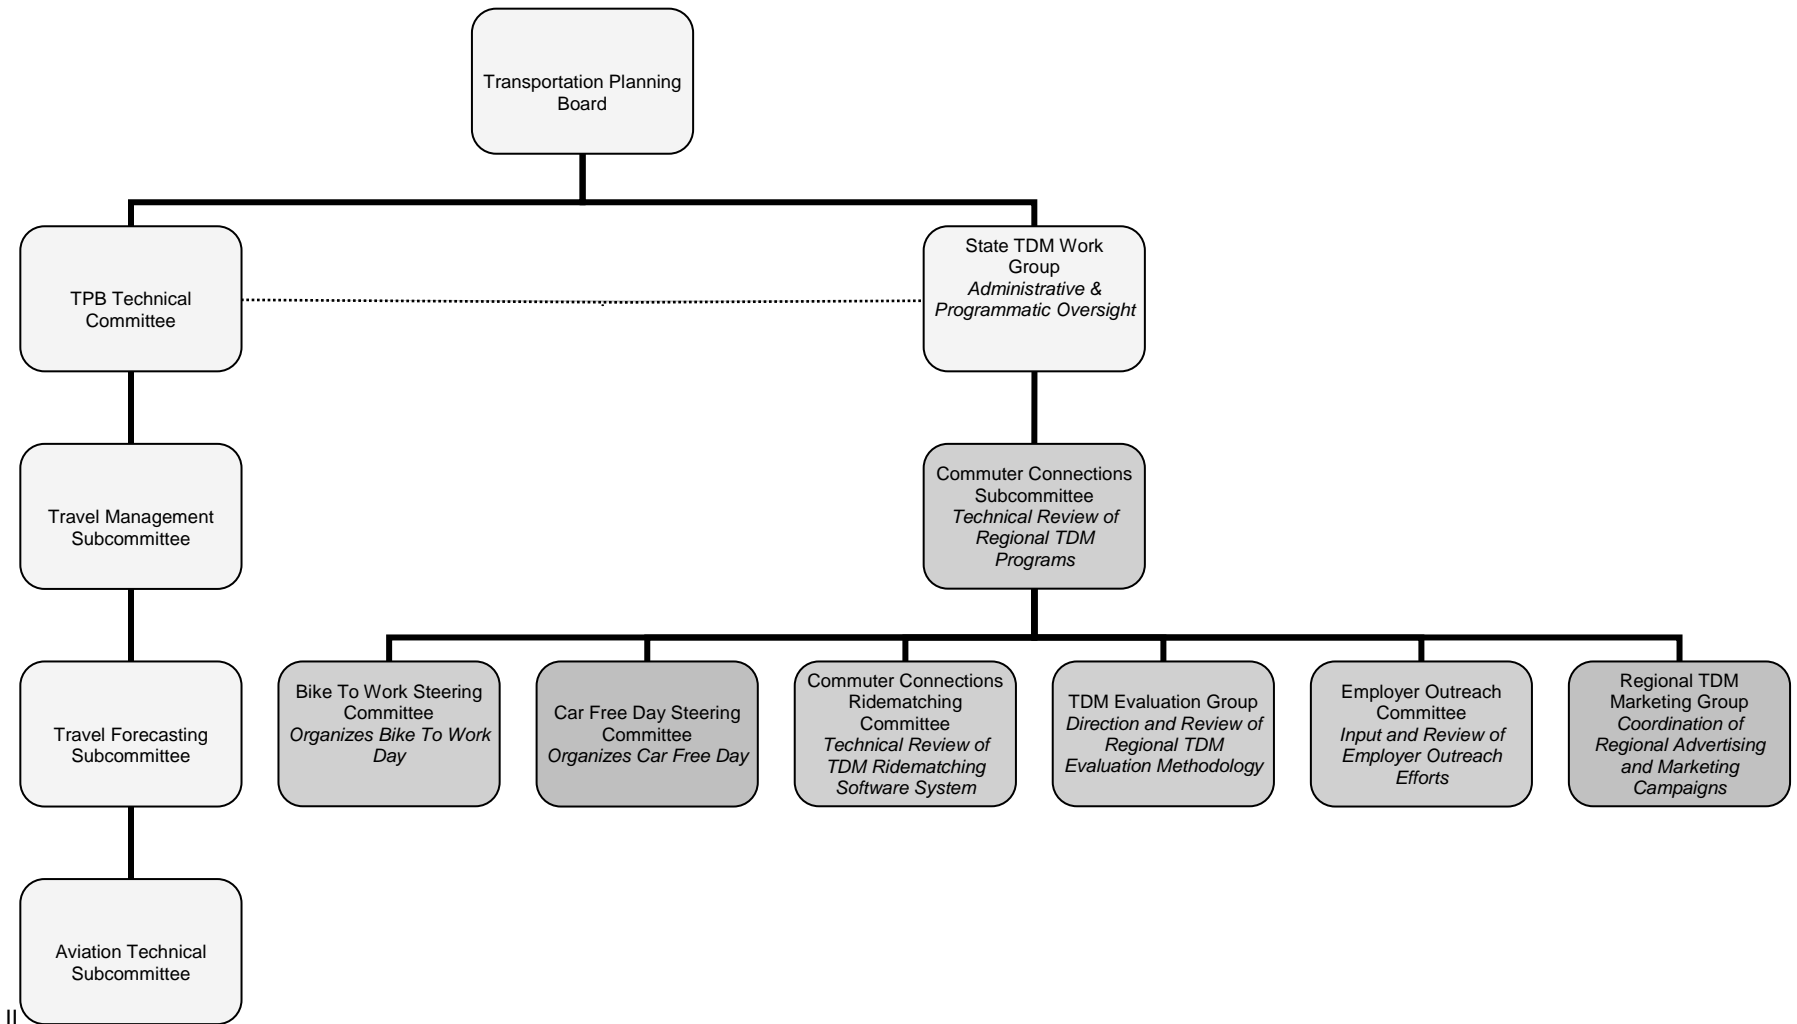 Transportation Planning
Board
TPB Technical
Committee
State TDM Work
Group
Administrative &
Programmatic Oversight
Travel Management
Subcommittee
Commuter Connections
Subcommittee
Technical Review of
Regional TDM
Programs
Travel Forecasting
Subcommittee
Bike To Work Steering
Committee
Organizes Bike To Work
Day
Car Free Day Steering
Committee
Organizes Car Free Day
Commuter Connections
Ridematching
Committee
Technical Review of
TDM Ridematching
Software System
TDM Evaluation Group
Direction and Review of
Regional TDM
Evaluation Methodology
Employer Outreach
Committee
Input and Review of
Employer Outreach
Efforts
Regional TDM
Marketing Group
Coordination of
Regional Advertising
and Marketing
Campaigns
Aviation Technical
Subcommittee
II